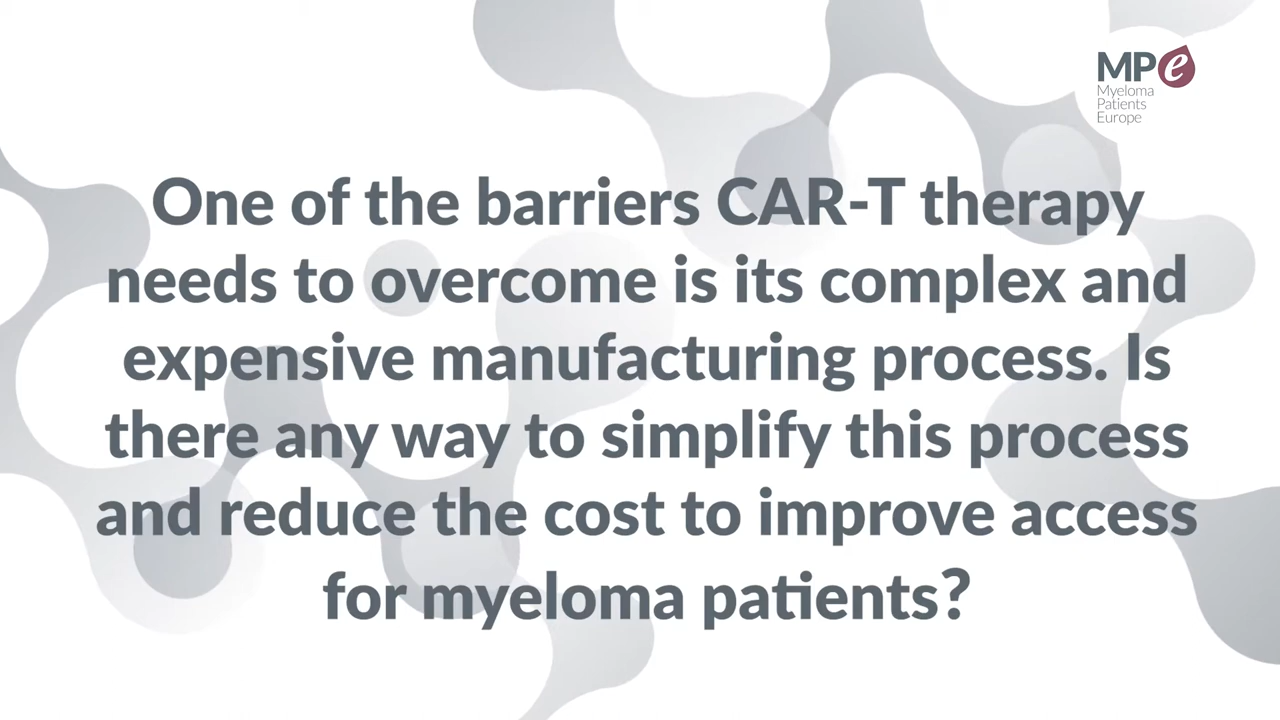 MPe
Myeloma
Patients
Europe
One of the barriers CAR-T therapy
needs to overcome is its complex and
expensive manufacturing process. Is
there any way to simplify this process
and reduce the cost to improve access
for myeloma patients?